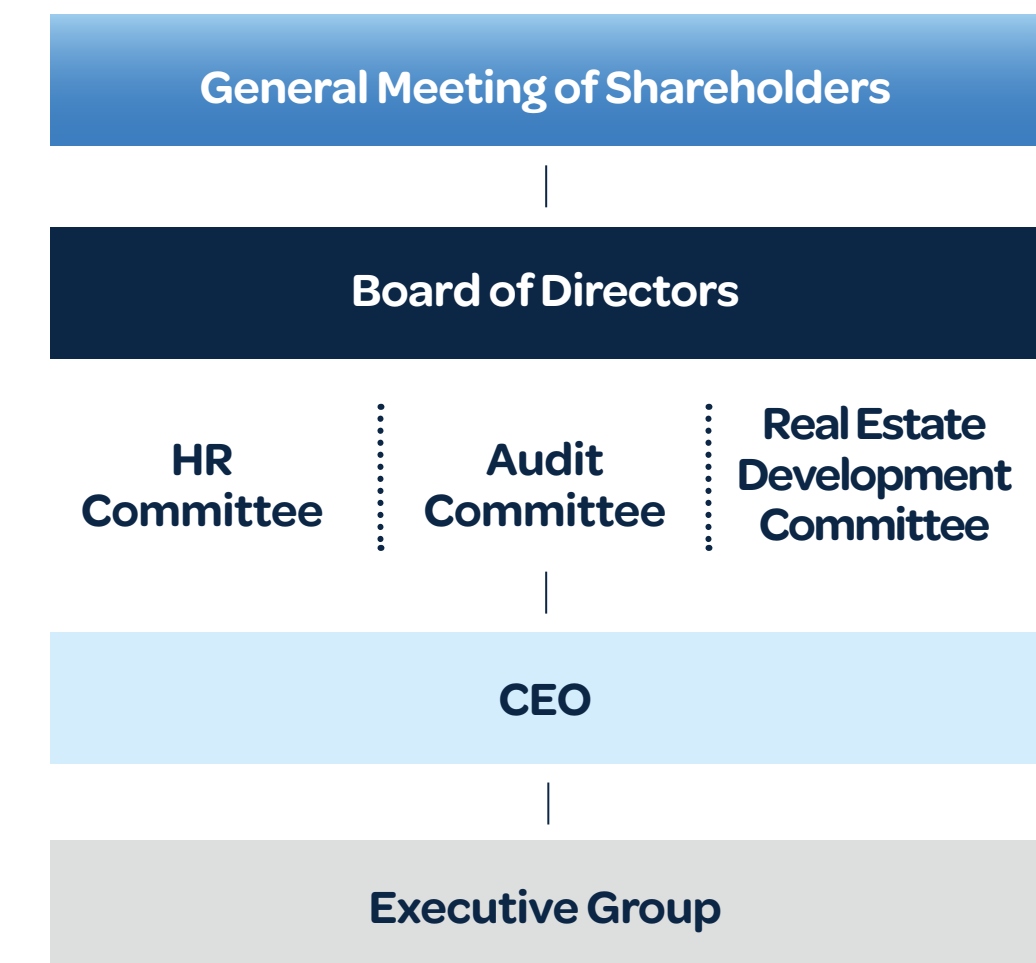 General Meeting of Shareholders
Board of Directors
HR
Committee
Audit
Committee
Real Estate
Development
Committee
CEO
Executive Group